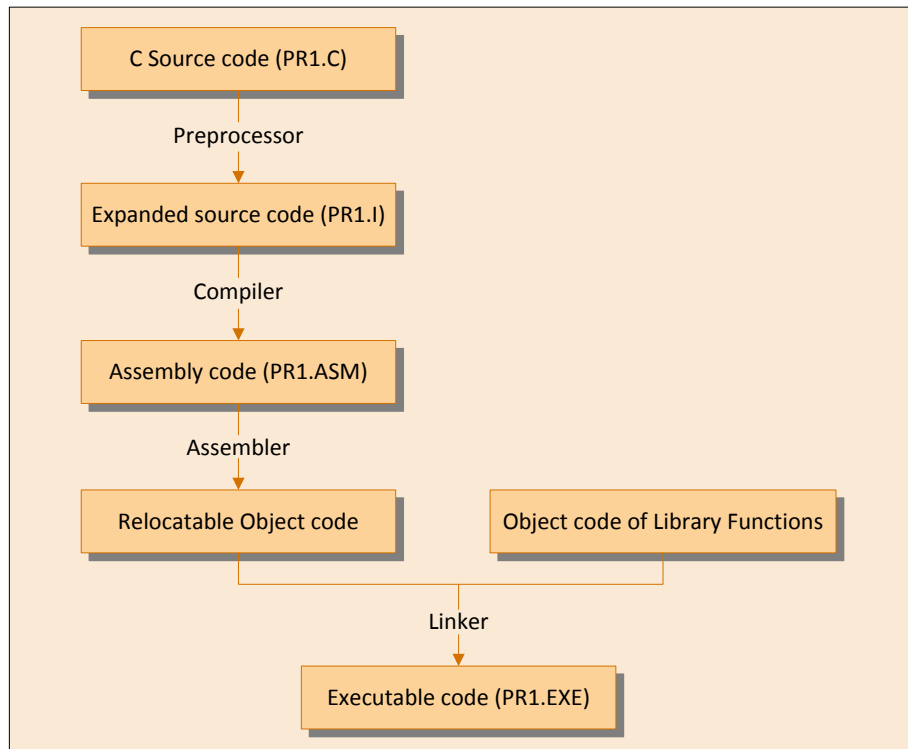 C Source code (PR1.C)
Preprocessor
Expanded source code (PR1.I)
Compiler
Assembly code (PR1.ASM)
Assembler
Relocatable Object code
Object code of Library Functions
Linker
Executable code (PR1.EXE)